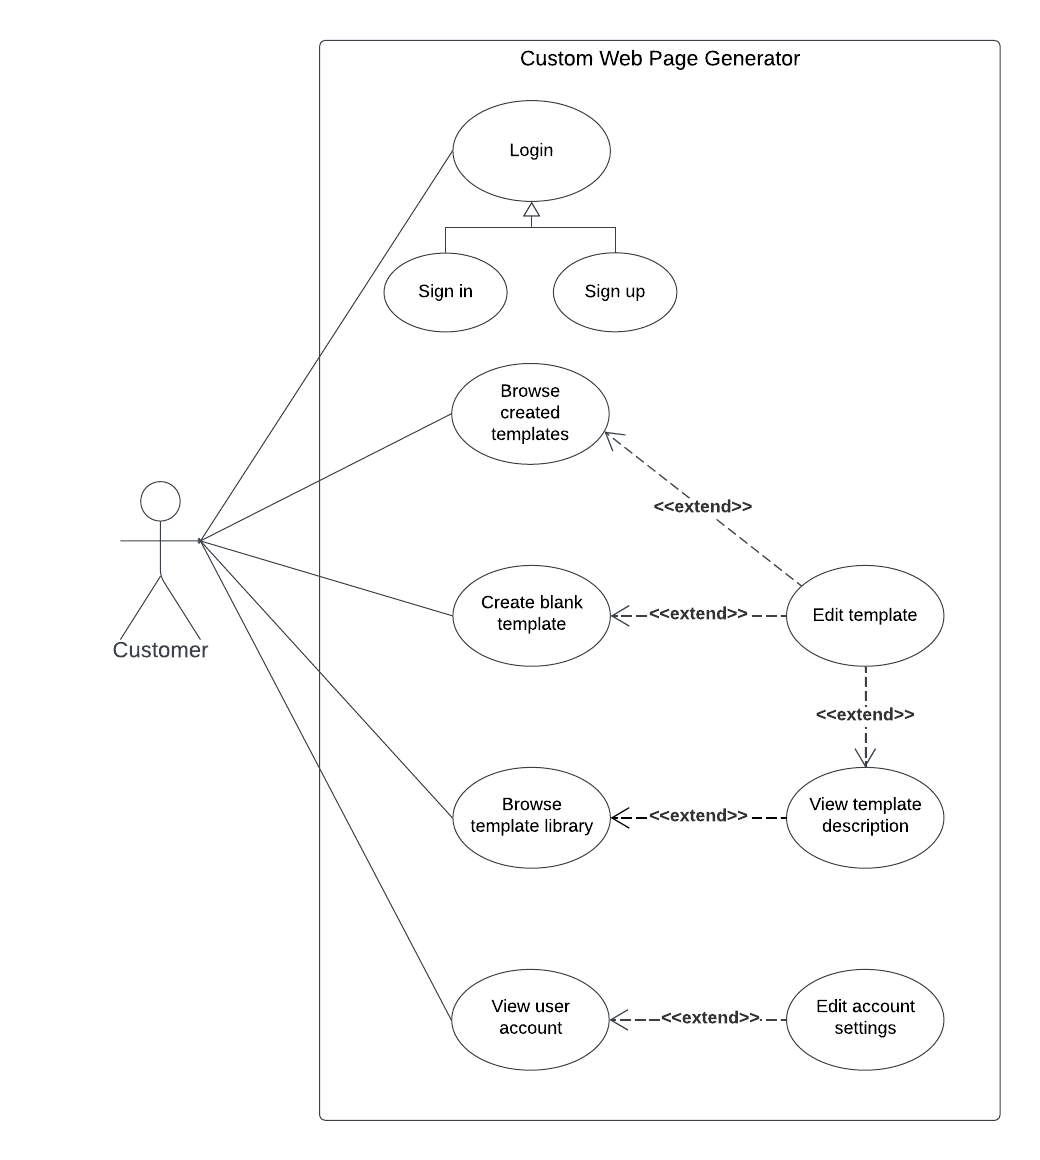 Custom Web Page Generator
Login
Sign in
Sign up
Browse
created
templates
<<extend>>
Customer
Create blank
template
<<extend>>
Edit template
<<extend>>
Browse
template library
<<extend>>
View template
description
View user
account
<<extend>>
Edit account
settings